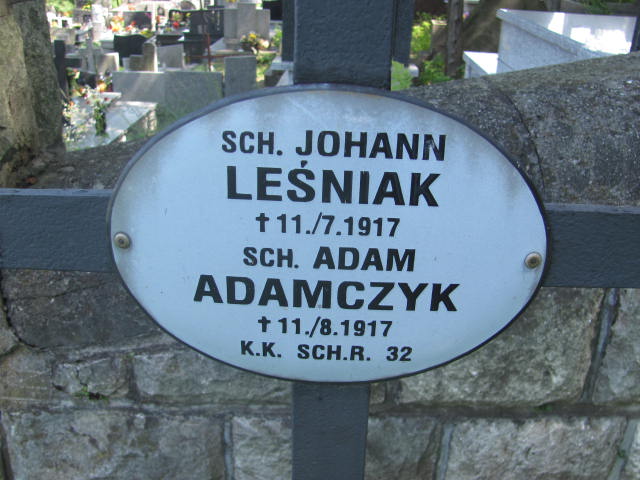 SCH. JOHANN
LEŚNIAK
✝ 11./7.1917
SCH. ADAM
ADAMCZYK
✝ 11./8.1917
K.K. SCH.R. 32